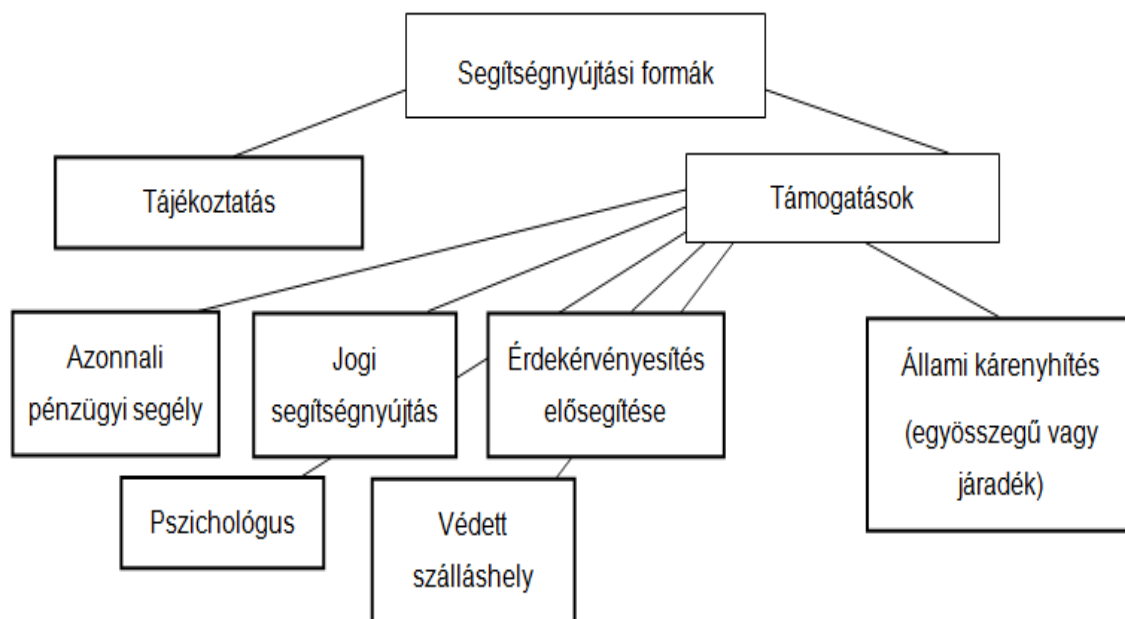 Segítségnyújtási formák
Tájékoztatás
Támogatások
Azonnali
pénzügyi segély
Jogi
segítségnyújtás
Érdekérvényesítés
elősegítése
Állami kárenyhítés
(egyösszegű vagy
járadék)
Pszichológus
Védett
szálláshely